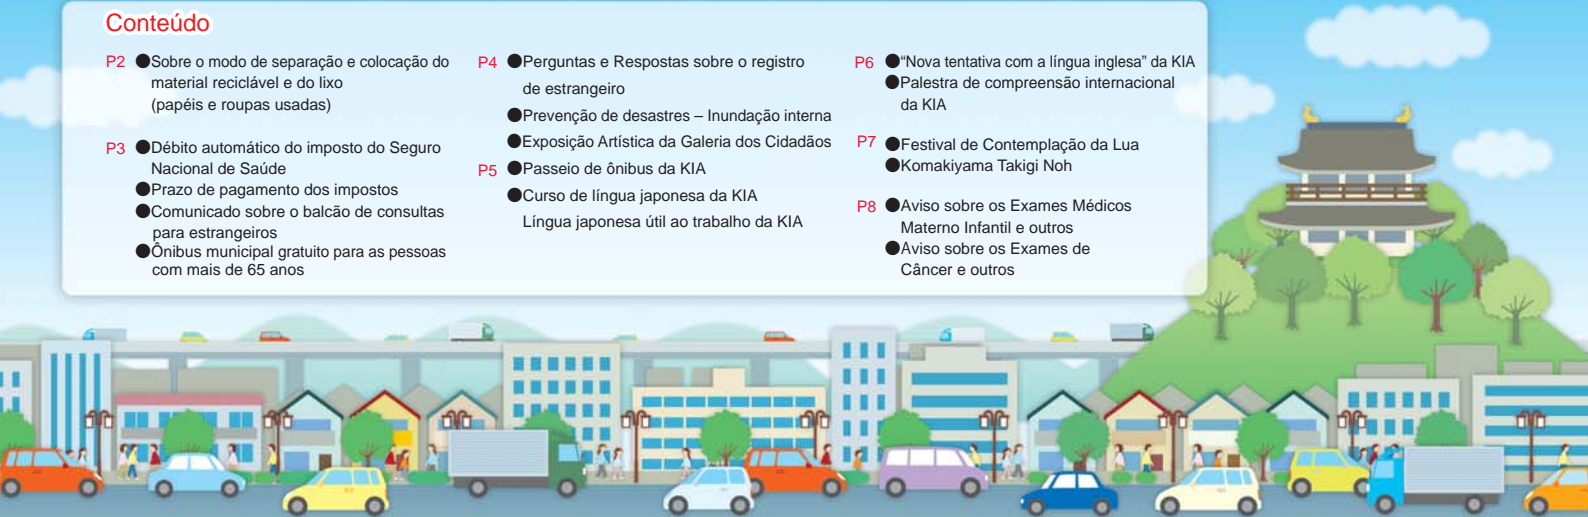 Conteúdo
P2 ●Sobre o modo de separação e colocação do
material reciclável e do lixo
(papéis e roupas usadas)
P3 ●Débito automático do imposto do Seguro
Nacional de Saúde
●Prazo de pagamento dos impostos
●Comunicado sobre o balcão de consultas
para estrangeiros
●Ônibus municipal gratuito para as pessoas
com mais de 65 anos
P4 ●Perguntas e Respostas sobre o registro
de estrangeiro
●Prevenção de desastres – Inundação interna
●Exposição Artística da Galeria dos Cidadãos
P5 ●Passeio de ônibus da KIA
●Curso de língua japonesa da KIA
Língua japonesa útil ao trabalho da KIA
P6 ●“Nova tentativa com a língua inglesa” da KIA
●Palestra de compreensão internacional
da KIA
P7 ●Festival de Contemplação da Lua
●Komakiyama Takigi Noh
P8 ●Aviso sobre os Exames Médicos
Materno Infantil e outros
●Aviso sobre os Exames de
Câncer e outros